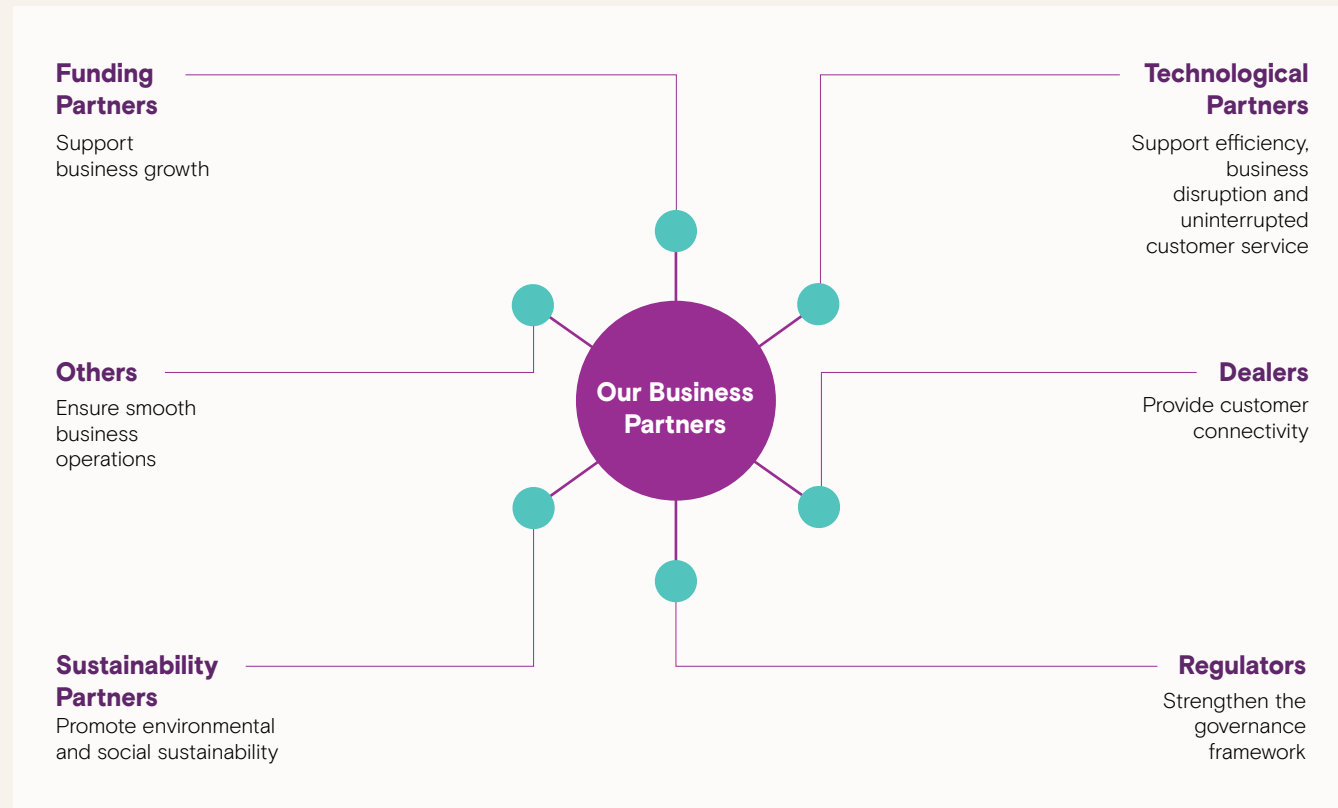 Funding
Partners
Support
business growth
Technological
Partners
Support efficiency,
business
disruption and
uninterrupted
customer service
Others
Ensure smooth
business
operations
Our Business
Partners
Dealers
Provide customer
connectivity
Sustainability
Partners
Promote environmental
and social sustainability
Regulators
Strengthen the
governance
framework